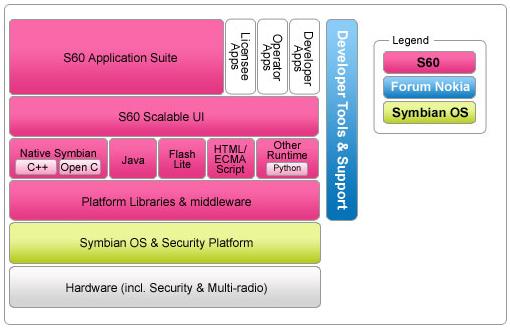 S60 Application Suite
Licensee
Apps
Operator
Apps
Developer
Apps
Developer Tools & Support
Legend
S60
Forum Nokia
Symbian OS
S60 Scalable UI
Native Symbian
C++
Open C
Java
Flash
Lite
HTML/
ECMA
Script
Other
Runtime
Python
Platform Libraries & middleware
Symbian OS & Security Platform
Hardware (incl. Security & Multi-radio)